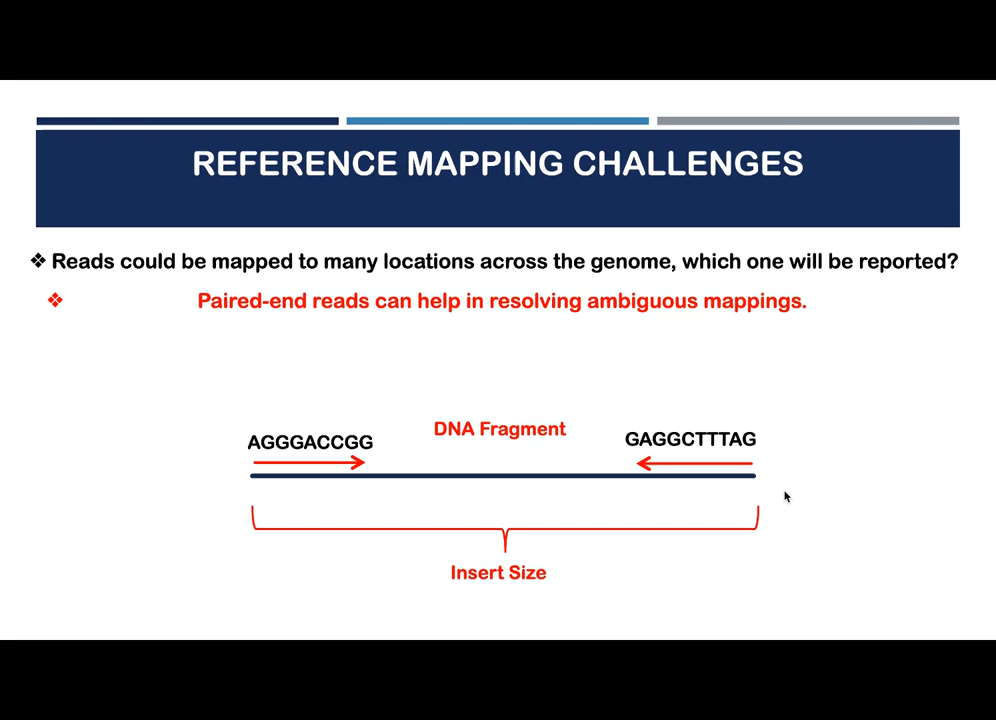 REFERENCE MAPPING CHALLENGES
❖ Reads could be mapped to many locations across the genome, which one will be reported?
❖ Paired-end reads can help in resolving ambiguous mappings.
DNA Fragment
AGGGACCGG
GAGGCTTTAG
Insert Size